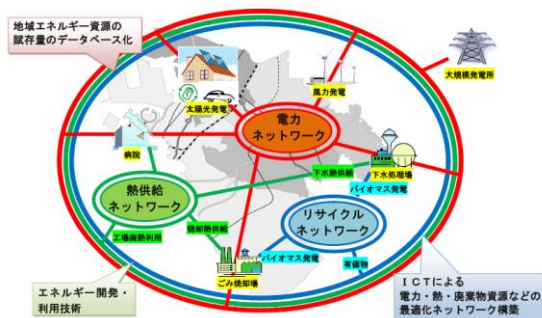 地域エネルギー資源の
賦存量のデータベース化
大規模発電所
風力発電
太陽光発電
電力
ネットワーク
病院
下水熱供給
下水処理場
バイオマス発電
熱供給
ネットワーク
リサイクル
ネットワーク
工場廃熱利用
焼却熱供給
バイオマス発電
有価物
ごみ焼却場
エネルギー開発・
利用技術
ICTによる
電力・熱・廃棄物資源などの
最適化ネットワーク構築